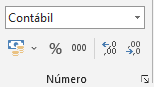 Contábil
% 000 ←0 ,00 ,00 →0
Número